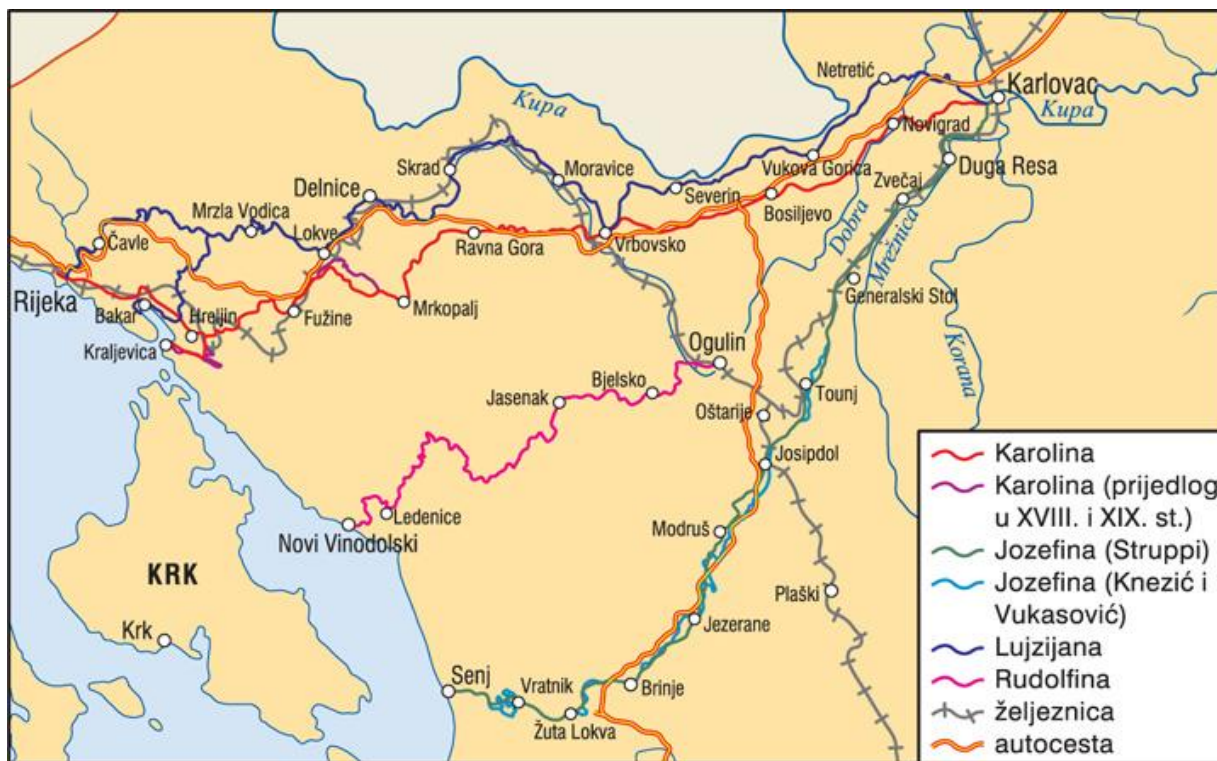 Netretić
Karlovac
Kupa
Kupa
Novigrad
Skrad
Moravice
Vukova Gorica
Duga Resa
Delnice
Zvečaj
Severin
Mrzla Vodica
Bosiljevo
Lokve
Dobra
Čavle
Ravna Gora
Vrbovsko
Mrežnica
Rijeka
Generalski Stol
Bakar
Hreljin
Fužine
Mrkopalj
Kraljevica
Ogulin
Korana
Bjelsko
Tounj
Jasenak
Oštarije
Josipdol
Ledenice
Modruš
Novi Vinodolski
KRK
Plaški
Krk
Jezerane
Senj
Vratnik
Brinje
Žuta Lokva
Karolina
Karolina (prijedlog
u XVIII. i XIX. st.)
Jozefina (Struppi)
Jozefina (Knezić i
Vukasović)
Lujzijana
Rudolfina
željeznica
autocesta